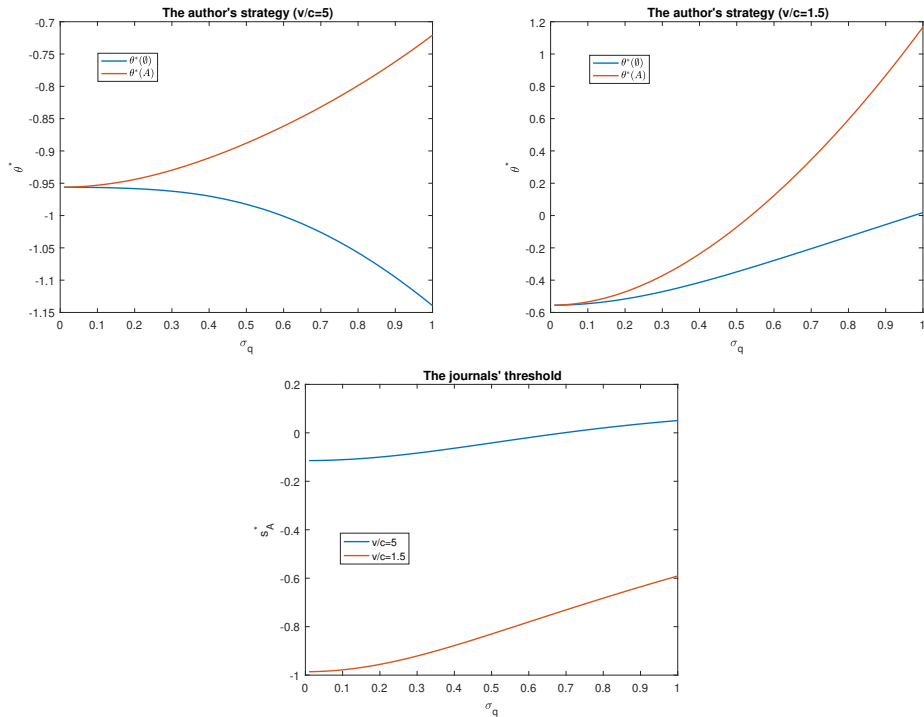 The author's strategy (v/c=5)
-0.7
-0.75
-0.8
-0.85
-0.9
-0.95
-1
-1.05
-1.1
-1.15
θ*
θ*(∅)
θ*(A)
0 0.1 0.2 0.3 0.4 0.5 0.6 0.7 0.8 0.9 1
σq
The author's strategy (v/c=1.5)
1.2
1
0.8
0.6
0.4
0.2
0
-0.2
-0.4
-0.6
θ*
θ*(∅)
θ*(A)
0 0.1 0.2 0.3 0.4 0.5 0.6 0.7 0.8 0.9 1
σq
The journals' threshold
0.2
0
-0.2
-0.4
-0.6
-0.8
-1
s*A
v/c=5
v/c=1.5
0 0.1 0.2 0.3 0.4 0.5 0.6 0.7 0.8 0.9 1
σq